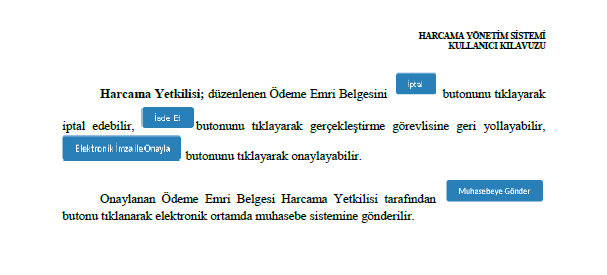 HARCAMA YÖNETİM SİSTEMİ
KULLANICI KILAVUZU
Harcama Yetkilisi; düzenlenen Ödeme Emri Belgesini İptal butonunu tıklayarak
iptal edebilir, İade Et butonunu tıklayarak gerçekleştirme görevlisine geri yollayabilir,
Elektronik İmza ile Onayla butonunu tıklayarak onaylayabilir.
Onaylanan Ödeme Emri Belgesi Harcama Yetkilisi tarafından Muhasebeye Gönder
butonu tıklanarak elektronik ortamda muhasebe sistemine gönderilir.